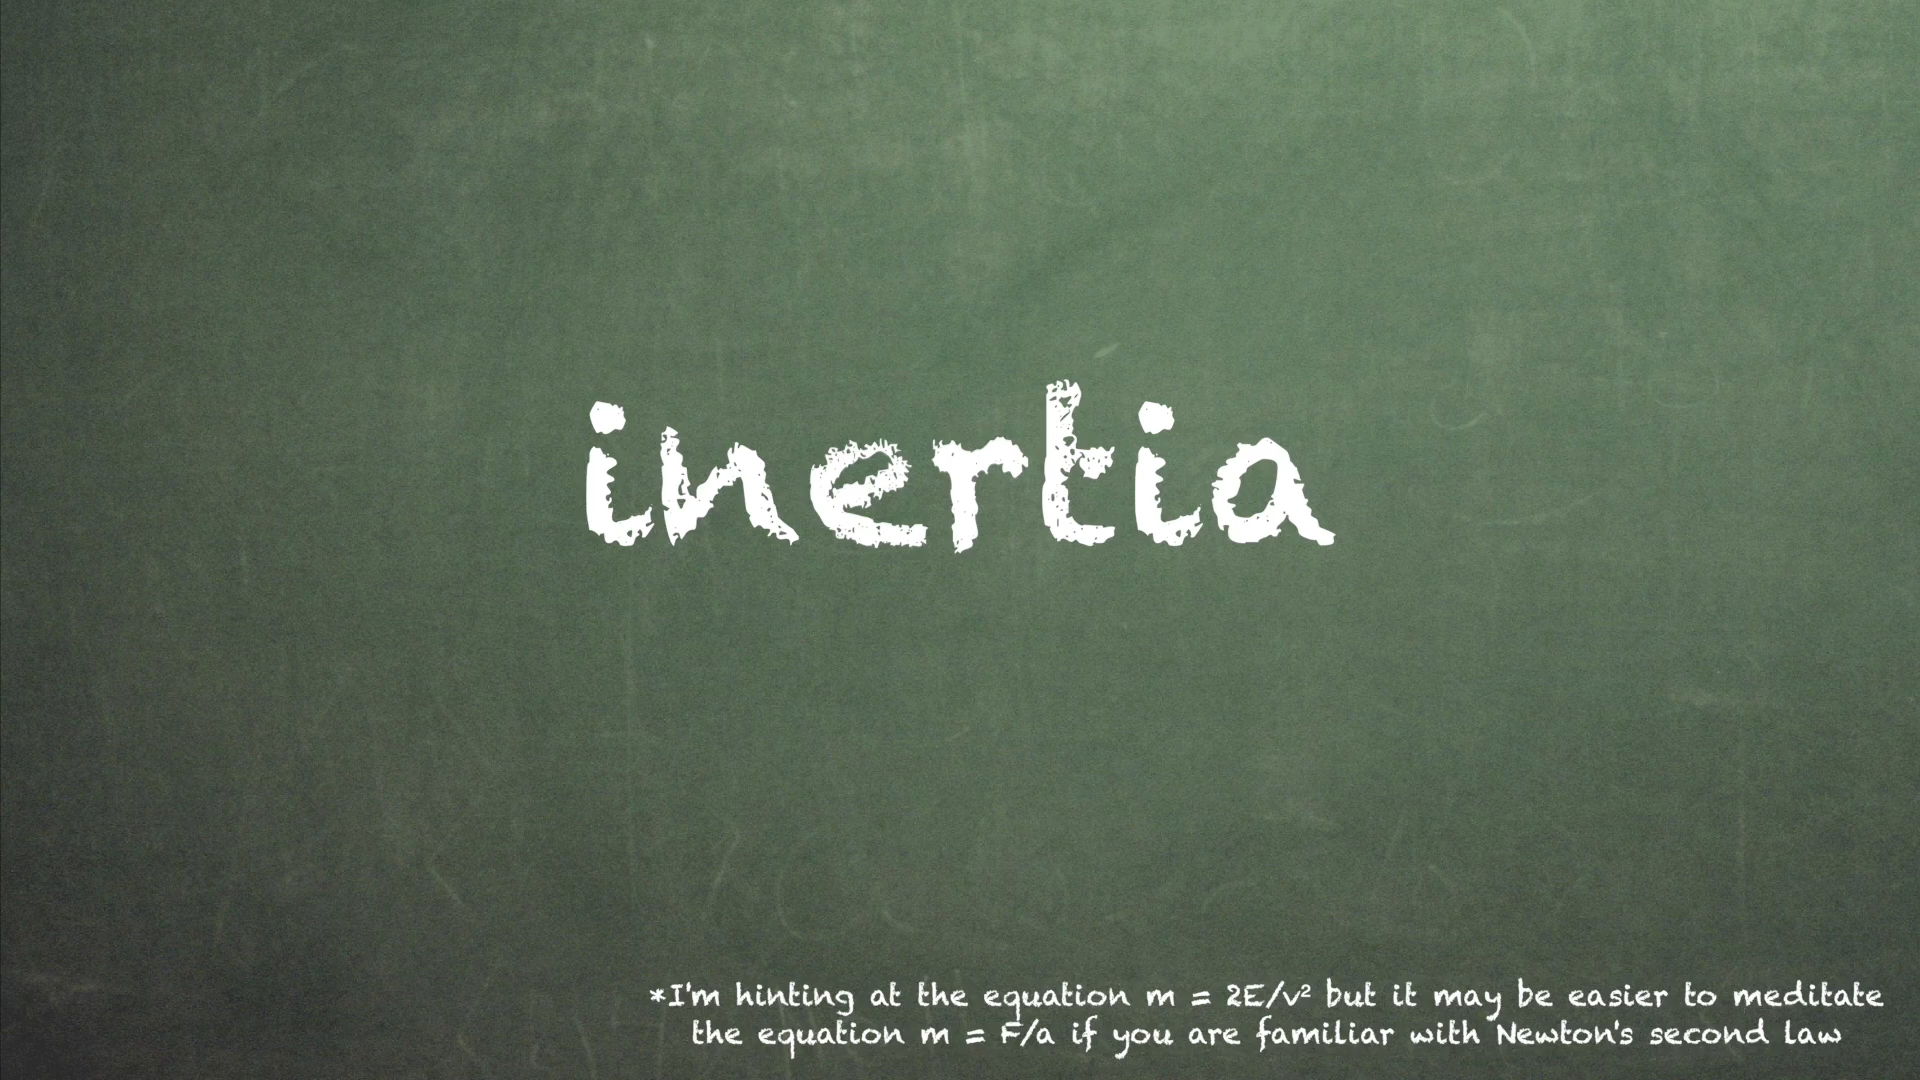 inertia
*I'm hinting at the equation m = 2E/v² but it may be easier to meditate
the equation m = F/a if you are familiar with Newton's second law